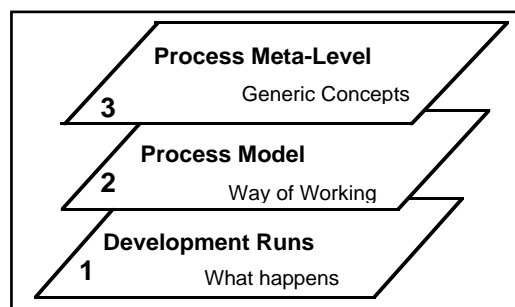 Process Meta-Level
Generic Concepts
3
Process Model
2
Way of Working
Development Runs
1
What happens